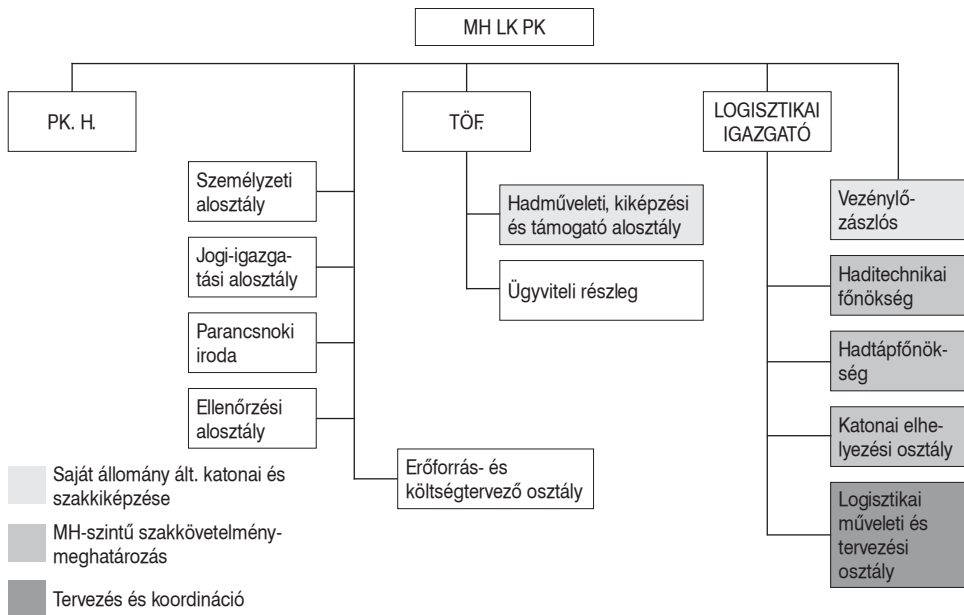 MH LK PK
PK. H.
TÖF.
LOGISZTIKAI
IGAZGATÓ
Személyzeti
alosztály
Jogi-igazga-
tási alosztály
Parancsnoki
iroda
Ellenőrzési
alosztály
Erőforrás- és
költségtervező osztály
Hadműveleti, kiképzési
és támogató alosztály
Ügyviteli részleg
Vezénylő-
zászlós
Haditechnikai
főnökség
Hadtápfőnök-
ség
Katonai elhe-
lyezési osztály
Logisztikai
műveleti és
tervezési
osztály
Saját állomány ált. katonai és
szakkiképzése
MH-szintű szakkövetelmény-
meghatározás
Tervezés és koordináció